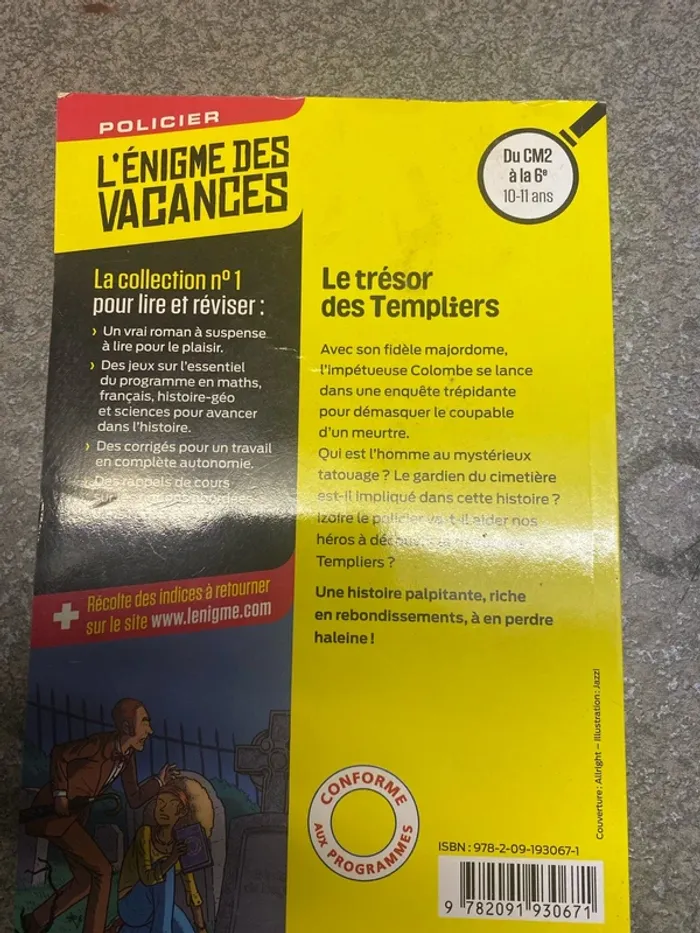 POLICIER
L'ÉNIGME DES
VACANCES
Du CM2
à la 6e
10-11 ans
La collection nº 1
pour lire et réviser :
› Un vrai roman à suspense
à lire pour le plaisir.
› Des jeux sur l'essentiel
du programme en maths,
français, histoire-géo
et sciences pour avancer
dans l'histoire.
› Des corrigés pour un travail
en complète autonomie.
Des rappels de cours
sur les notions abordées
+ Récolte des indices à retourner
sur le site www.lenigme.com
Le trésor
des Templiers
Avec son fidèle majordome,
l'impétueuse Colombe se lance
dans une enquête trépidante
pour démasquer le coupable
d'un meurtre.
Qui est l'homme au mystérieux
tatouage ? Le gardien du cimetière
est-il impliqué dans cette histoire ?
Izofre le policier va-t-il aider nos
héros à
Templiers ?
Une histoire palpitante, riche
en rebondissements, à en perdre
haleine !
CONFORME
AUX PROGRAMMES
Couverture : Allright – illustration : Jazzi
ISBN : 978-2-09-193067-1
9 782091 930671